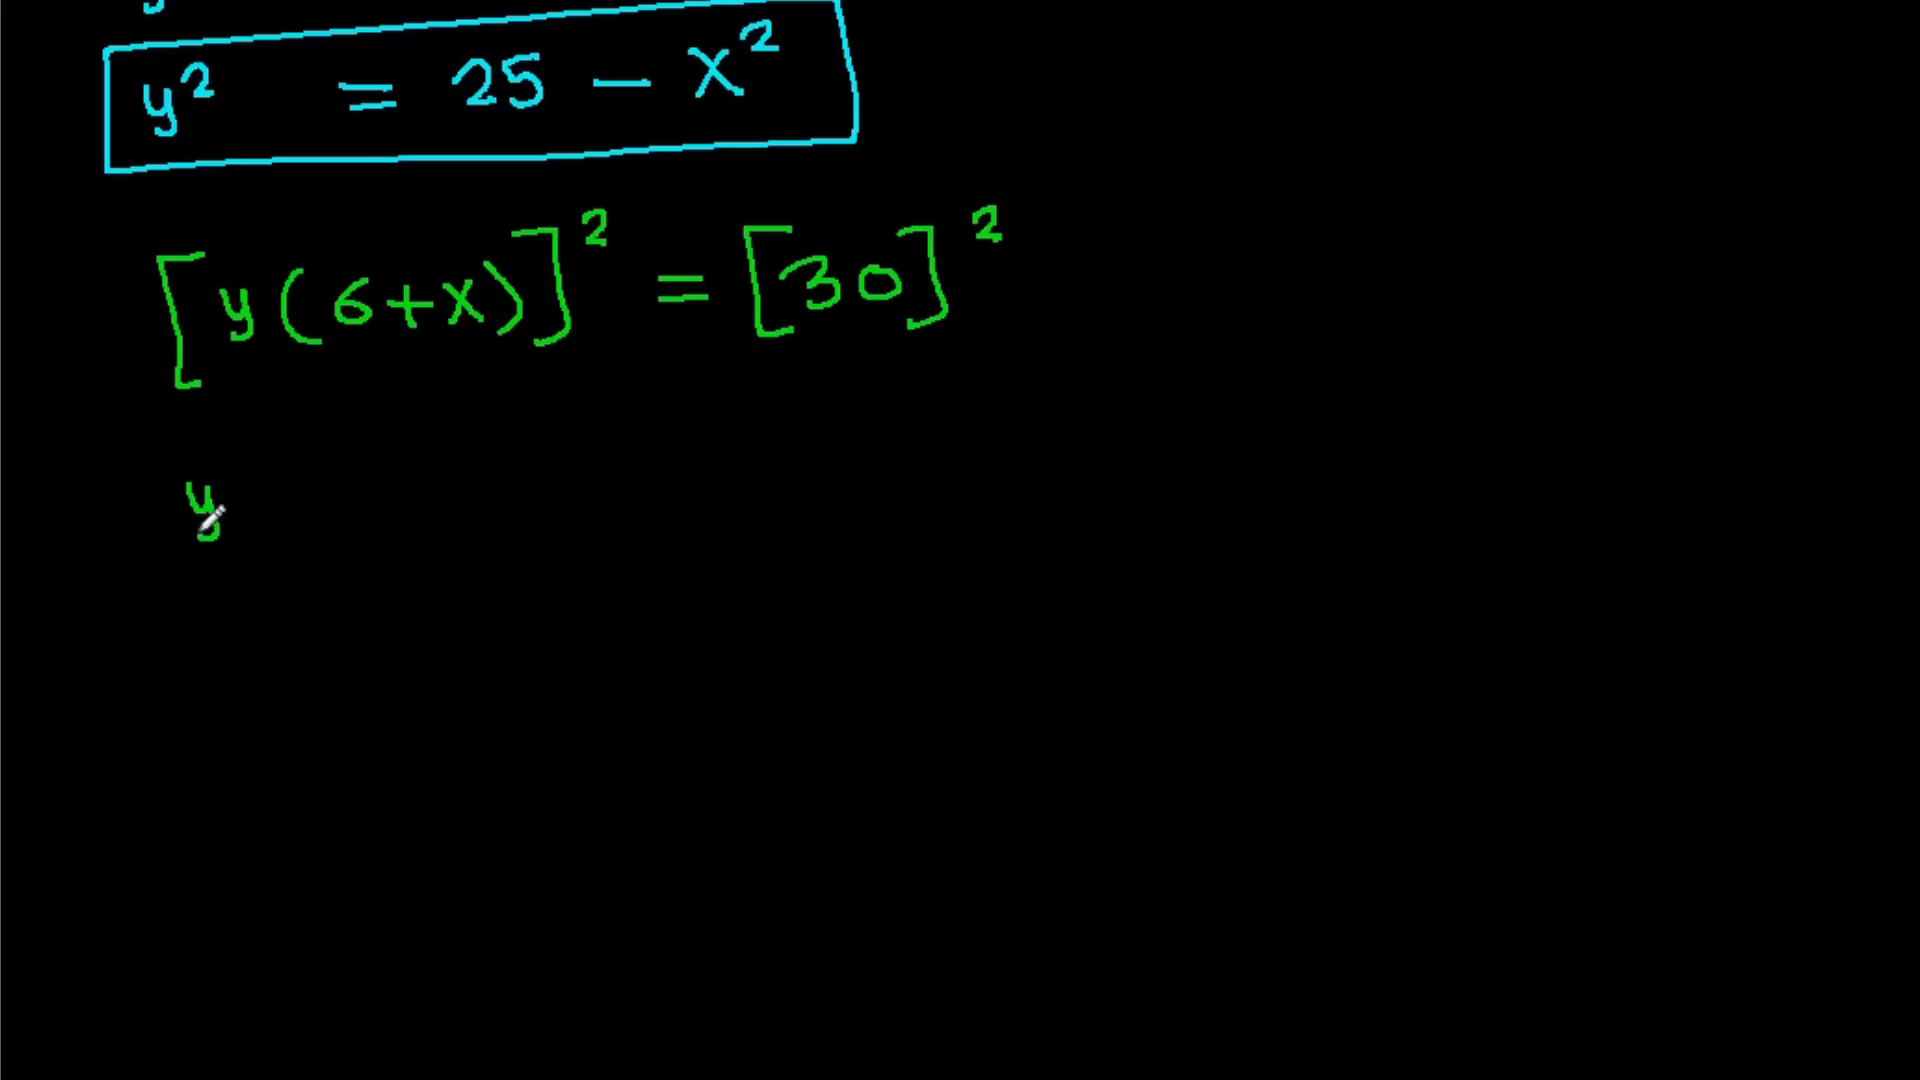 y² = 25 − x²
[y(6+x)]² = [30]²
y